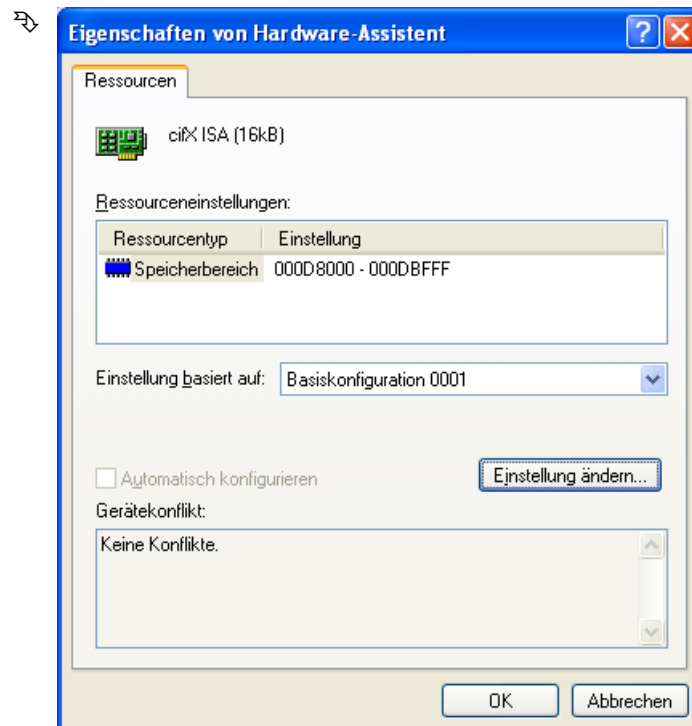 Eigenschaften von Hardware-Assistent
Ressourcen
cifX ISA (16kB)
Ressourceneinstellungen:
Ressourcentyp Einstellung
Speicherbereich 000D8000 - 000DBFFF
Einstellung basiert auf: Basiskonfiguration 0001
Automatisch konfigurieren Einstellung ändern...
Gerätekonflikt:
Keine Konflikte.
OK Abbrechen